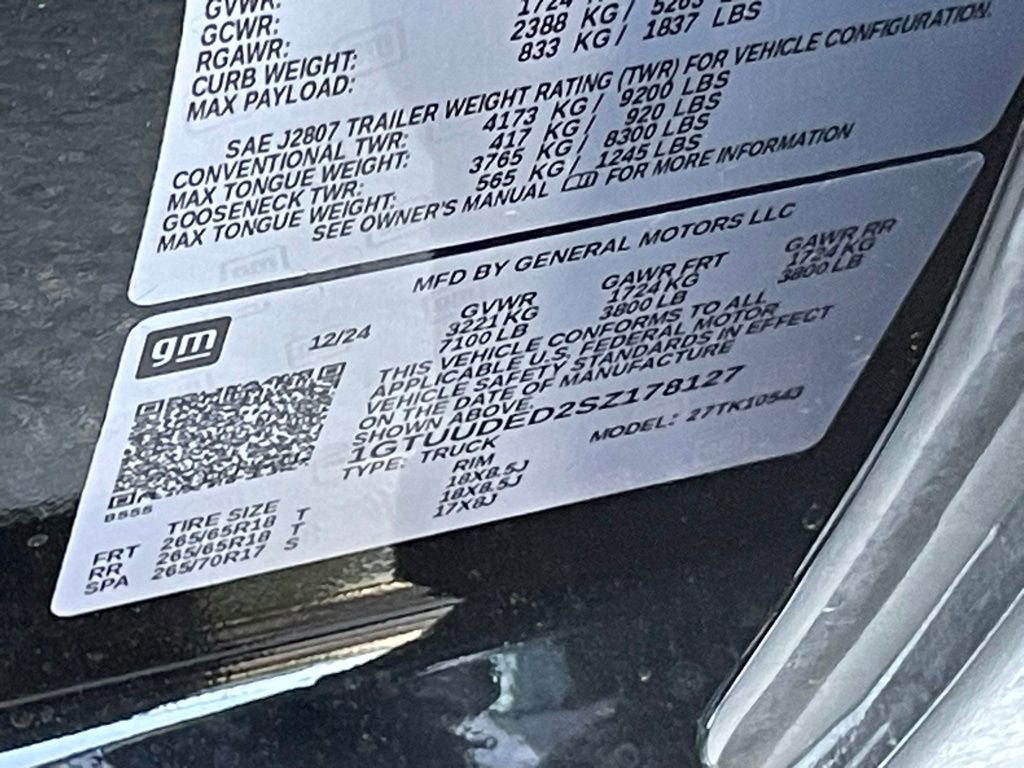 GVWR:
GCWR:
RGAWR:
CURB WEIGHT: 2388 KG/
MAX PAYLOAD: 833 KG/ 1837 LBS
SAE J2807 TRAILER WEIGHT RATING (TWR) FOR VEHICLE CONFIGURATION.
CONVENTIONAL TWR: 4173 KG/ 9200 LBS
MAX TONGUE WEIGHT: 417 KG/ 920 LBS
GOOSENECK TWR: 3765 KG/ 8300 LBS
MAX TONGUE WEIGHT: 565 KG/ 1245 LBS
SEE OWNER'S MANUAL FOR MORE INFORMATION
MFD BY GENERAL MOTORS LLC
gm 12/24
GVWR GAWR FRT GAWR RR
3221 KG 1724 KG 1724 KG
7100 LB 3800 LB 3800 LB
THIS VEHICLE CONFORMS TO ALL
APPLICABLE U.S. FEDERAL MOTOR
VEHICLE SAFETY STANDARDS IN EFFECT
ON THE DATE OF MANUFACTURE
SHOWN ABOVE.
1GTUUDED2SZ178127
TYPE: TRUCK MODEL: 27TK10543
8555
TIRE SIZE RIM
FRT 265/65R18 T 18X8.5J
RR 265/65R18 T 18X8.5J
SPA 265/70R17 S 17X8J